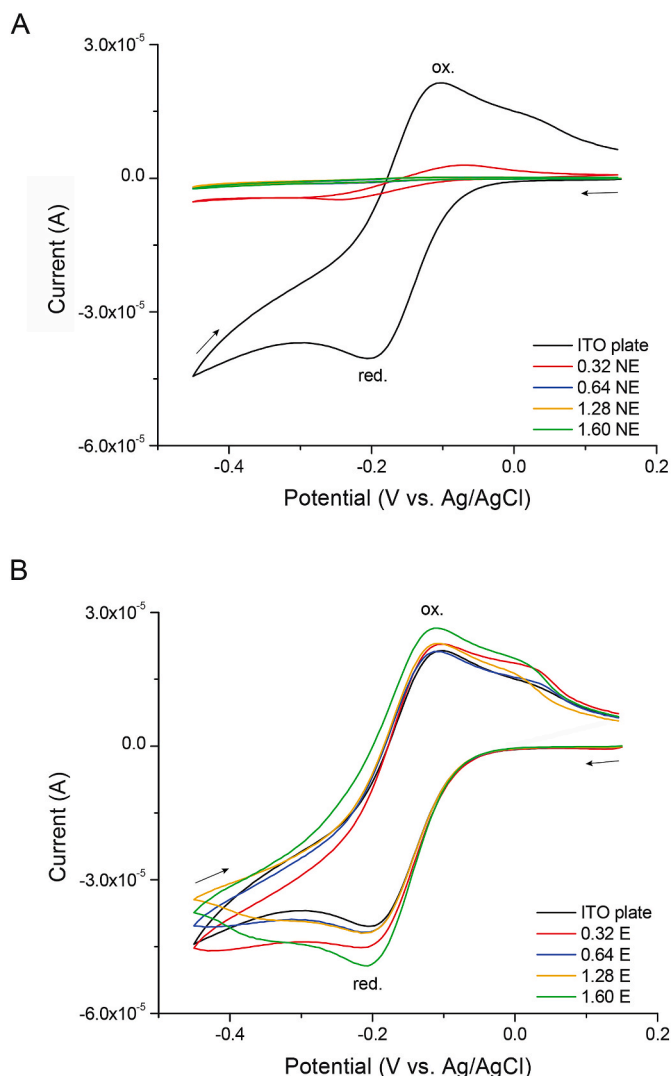 A
3.0x10⁻⁵
0.0
-3.0x10⁻⁵
-6.0x10⁻⁵
Current (A)
ox.
red.
ITO plate
0.32 NE
0.64 NE
1.28 NE
1.60 NE
-0.4
-0.2
0.0
0.2
Potential (V vs. Ag/AgCl)
B
3.0x10⁻⁵
0.0
-3.0x10⁻⁵
-6.0x10⁻⁵
Current (A)
ox.
red.
ITO plate
0.32 E
0.64 E
1.28 E
1.60 E
-0.4
-0.2
0.0
0.2
Potential (V vs. Ag/AgCl)